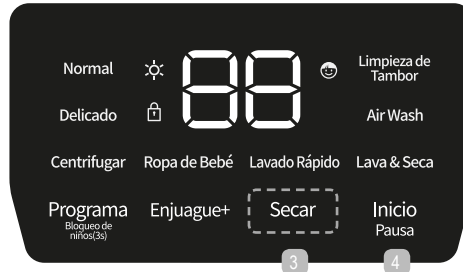 Normal
88
Limpieza de
Tambor
Delicado
Air Wash
Centrifugar
Ropa de Bebé
Lavado Rápido
Lava & Seca
Programa
Bloqueo de
niños(3s)
Enjuague+
Secar
Inicio
Pausa
3
4